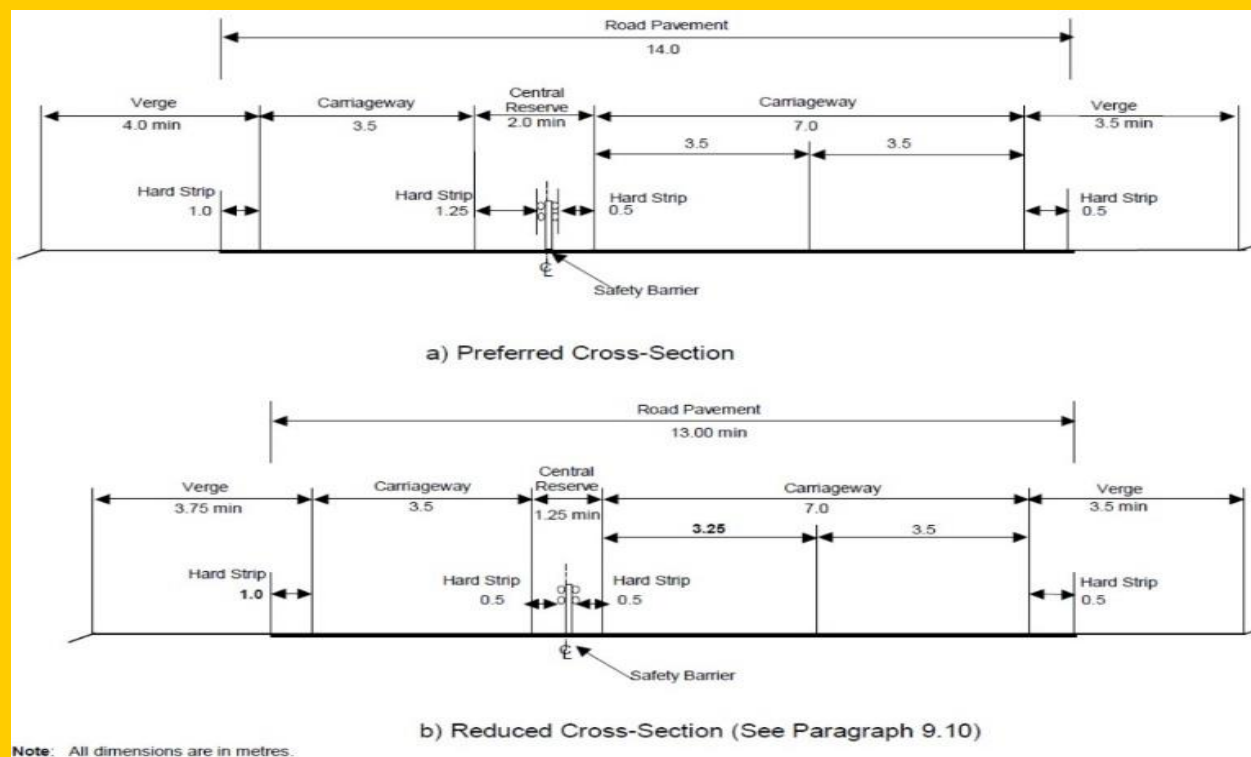 Road Pavement
14.0
Verge
4.0 min
Carriageway
3.5
Central
Reserve
2.0 min
Carriageway
7.0
Verge
3.5 min
3.5
3.5
Hard Strip
1.0
Hard Strip
1.25
Hard Strip
0.5
Hard Strip
0.5
℄
Safety Barrier
a) Preferred Cross-Section
Road Pavement
13.00 min
Verge
3.75 min
Carriageway
3.5
Central
Reserve
1.25 min
Carriageway
7.0
Verge
3.5 min
3.25
3.5
Hard Strip
1.0
Hard Strip
0.5
Hard Strip
0.5
Hard Strip
0.5
℄
Safety Barrier
b) Reduced Cross-Section (See Paragraph 9.10)
Note: All dimensions are in metres.